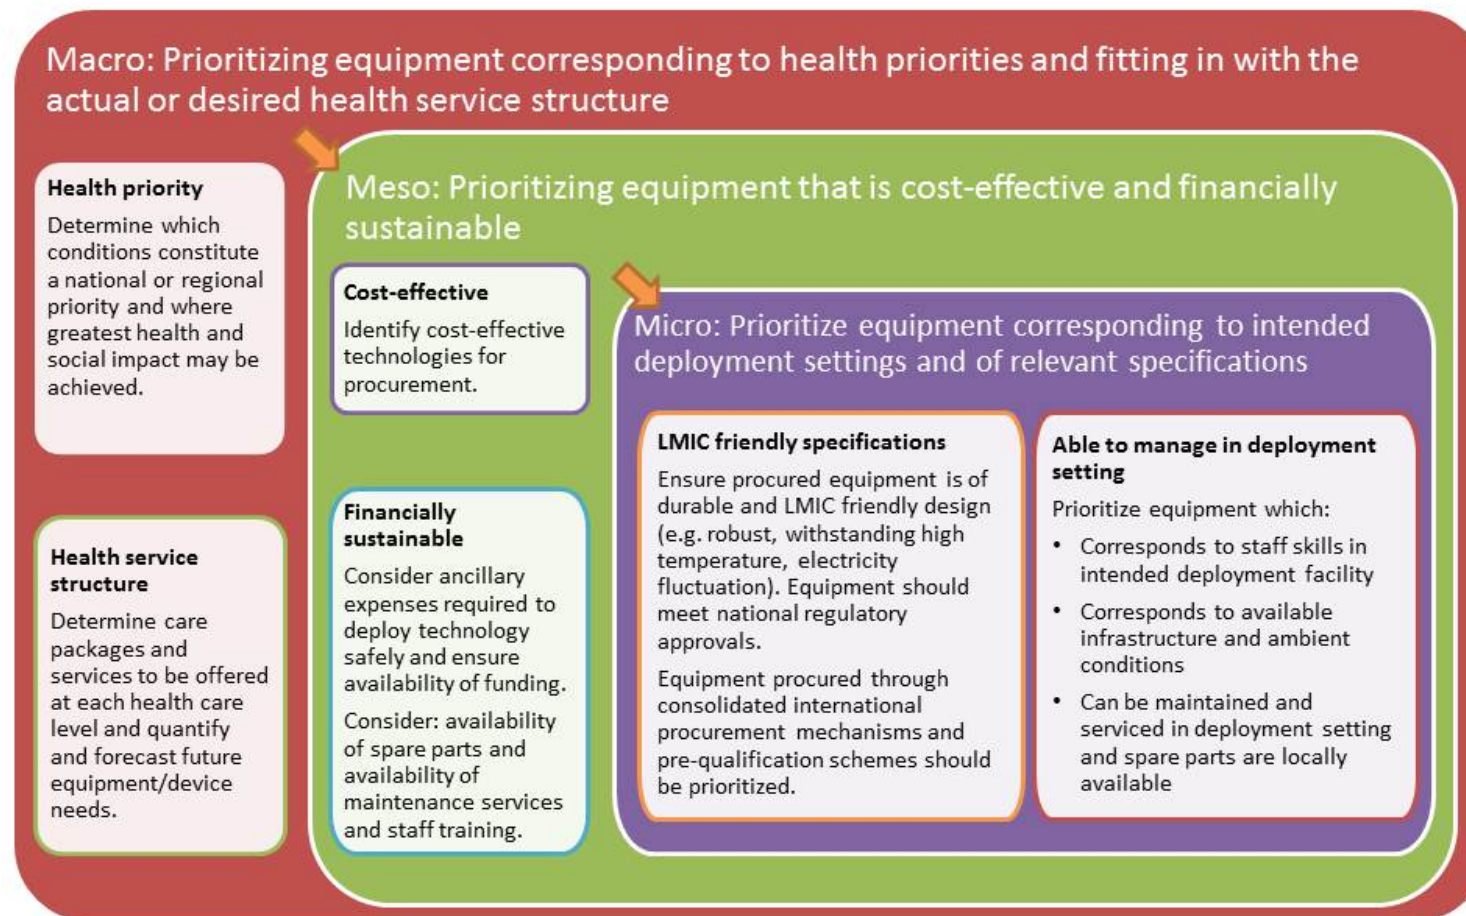 Macro: Prioritizing equipment corresponding to health priorities and fitting in with the
actual or desired health service structure
Health priority
Determine which
conditions constitute
a national or regional
priority and where
greatest health and
social impact may be
achieved.
Health service
structure
Determine care
packages and
services to be offered
at each health care
level and quantify
and forecast future
equipment/device
needs.
Meso: Prioritizing equipment that is cost-effective and financially
sustainable
Cost-effective
Identify cost-effective
technologies for
procurement.
Financially
sustainable
Consider ancillary
expenses required to
deploy technology
safely and ensure
availability of funding.
Consider: availability
of spare parts and
availability of
maintenance services
and staff training.
Micro: Prioritize equipment corresponding to intended
deployment settings and of relevant specifications
LMIC friendly specifications
Ensure procured equipment is of
durable and LMIC friendly design
(e.g. robust, withstanding high
temperature, electricity
fluctuation). Equipment should
meet national regulatory
approvals.
Equipment procured through
consolidated international
procurement mechanisms and
pre-qualification schemes should
be prioritized.
Able to manage in deployment
setting
Prioritize equipment which:
• Corresponds to staff skills in
intended deployment facility
• Corresponds to available
infrastructure and ambient
conditions
• Can be maintained and
serviced in deployment setting
and spare parts are locally
available